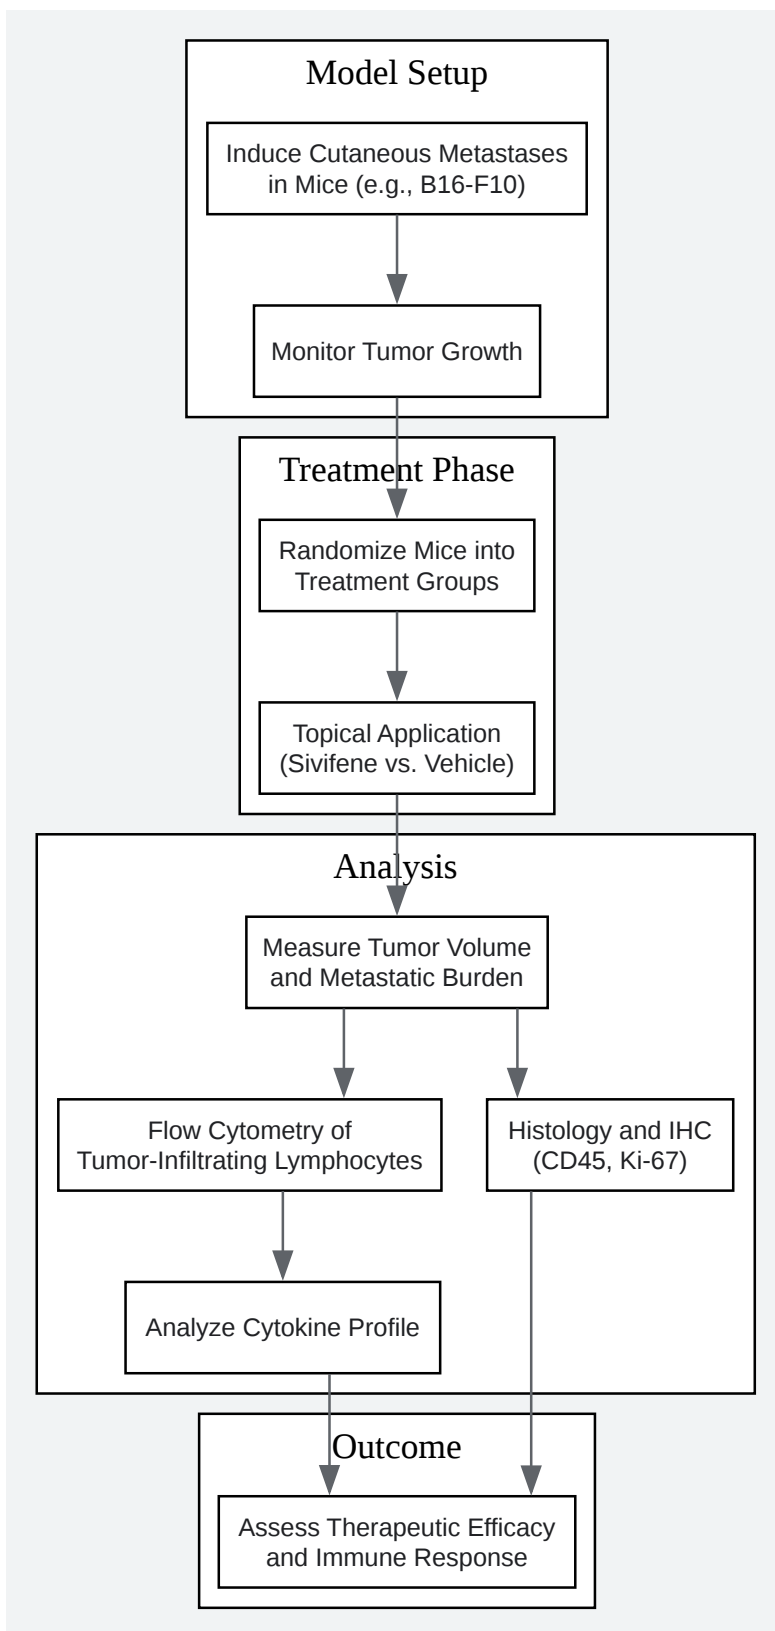 Model Setup
Induce Cutaneous Metastases
in Mice (e.g., B16-F10)
Monitor Tumor Growth
Treatment Phase
Randomize Mice into
Treatment Groups
Topical Application
(Sivifene vs. Vehicle)
Analysis
Measure Tumor Volume
and Metastatic Burden
Flow Cytometry of
Tumor-Infiltrating Lymphocytes
Histology and IHC
(CD45, Ki-67)
Analyze Cytokine Profile
Outcome
Assess Therapeutic Efficacy
and Immune Response